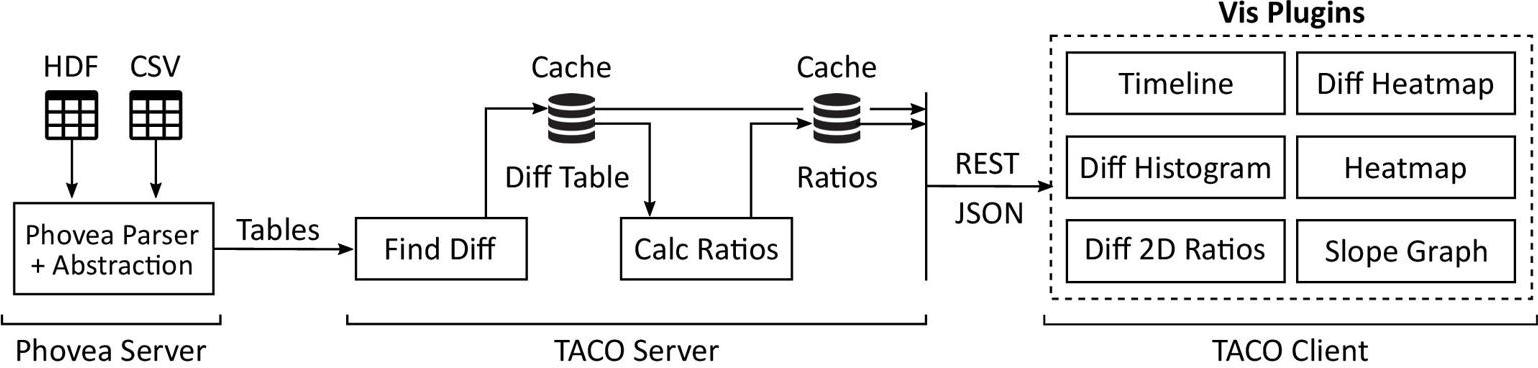 Vis Plugins
HDF
CSV
Cache
Cache
Timeline
Diff Heatmap
Diff Table
Ratios
REST
JSON
Diff Histogram
Heatmap
Phovea Parser
+ Abstraction
Tables
Find Diff
Calc Ratios
Diff 2D Ratios
Slope Graph
Phovea Server
TACO Server
TACO Client